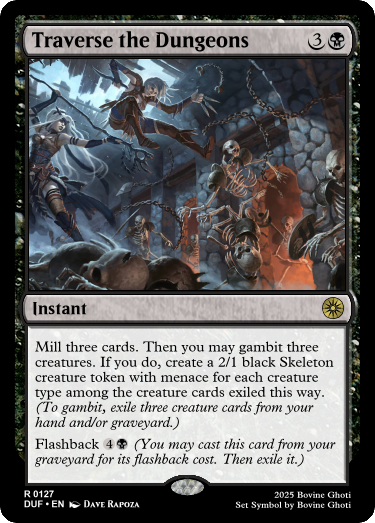 Traverse the Dungeons 3
Instant
Mill three cards. Then you may gambit three
creatures. If you do, create a 2/1 black Skeleton
creature token with menace for each creature
type among the creature cards exiled this way.
(To gambit, exile three creature cards from your
hand and/or graveyard.)
Flashback 4 (You may cast this card from your
graveyard for its flashback cost. Then exile it.)
R 0127
DUF • EN Dave Rapoza
2025 Bovine Ghoti
Set Symbol by Bovine Ghoti